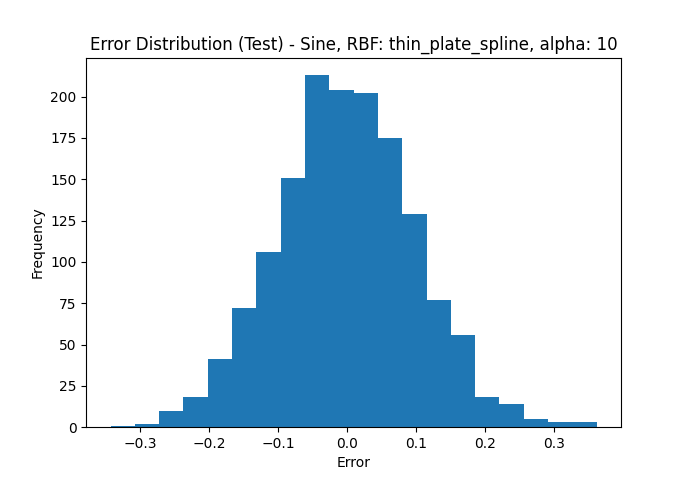 Error Distribution (Test) - Sine, RBF: thin_plate_spline, alpha: 10
200
175
150
125
100
75
50
25
0
Frequency
−0.3 −0.2 −0.1 0.0 0.1 0.2 0.3
Error